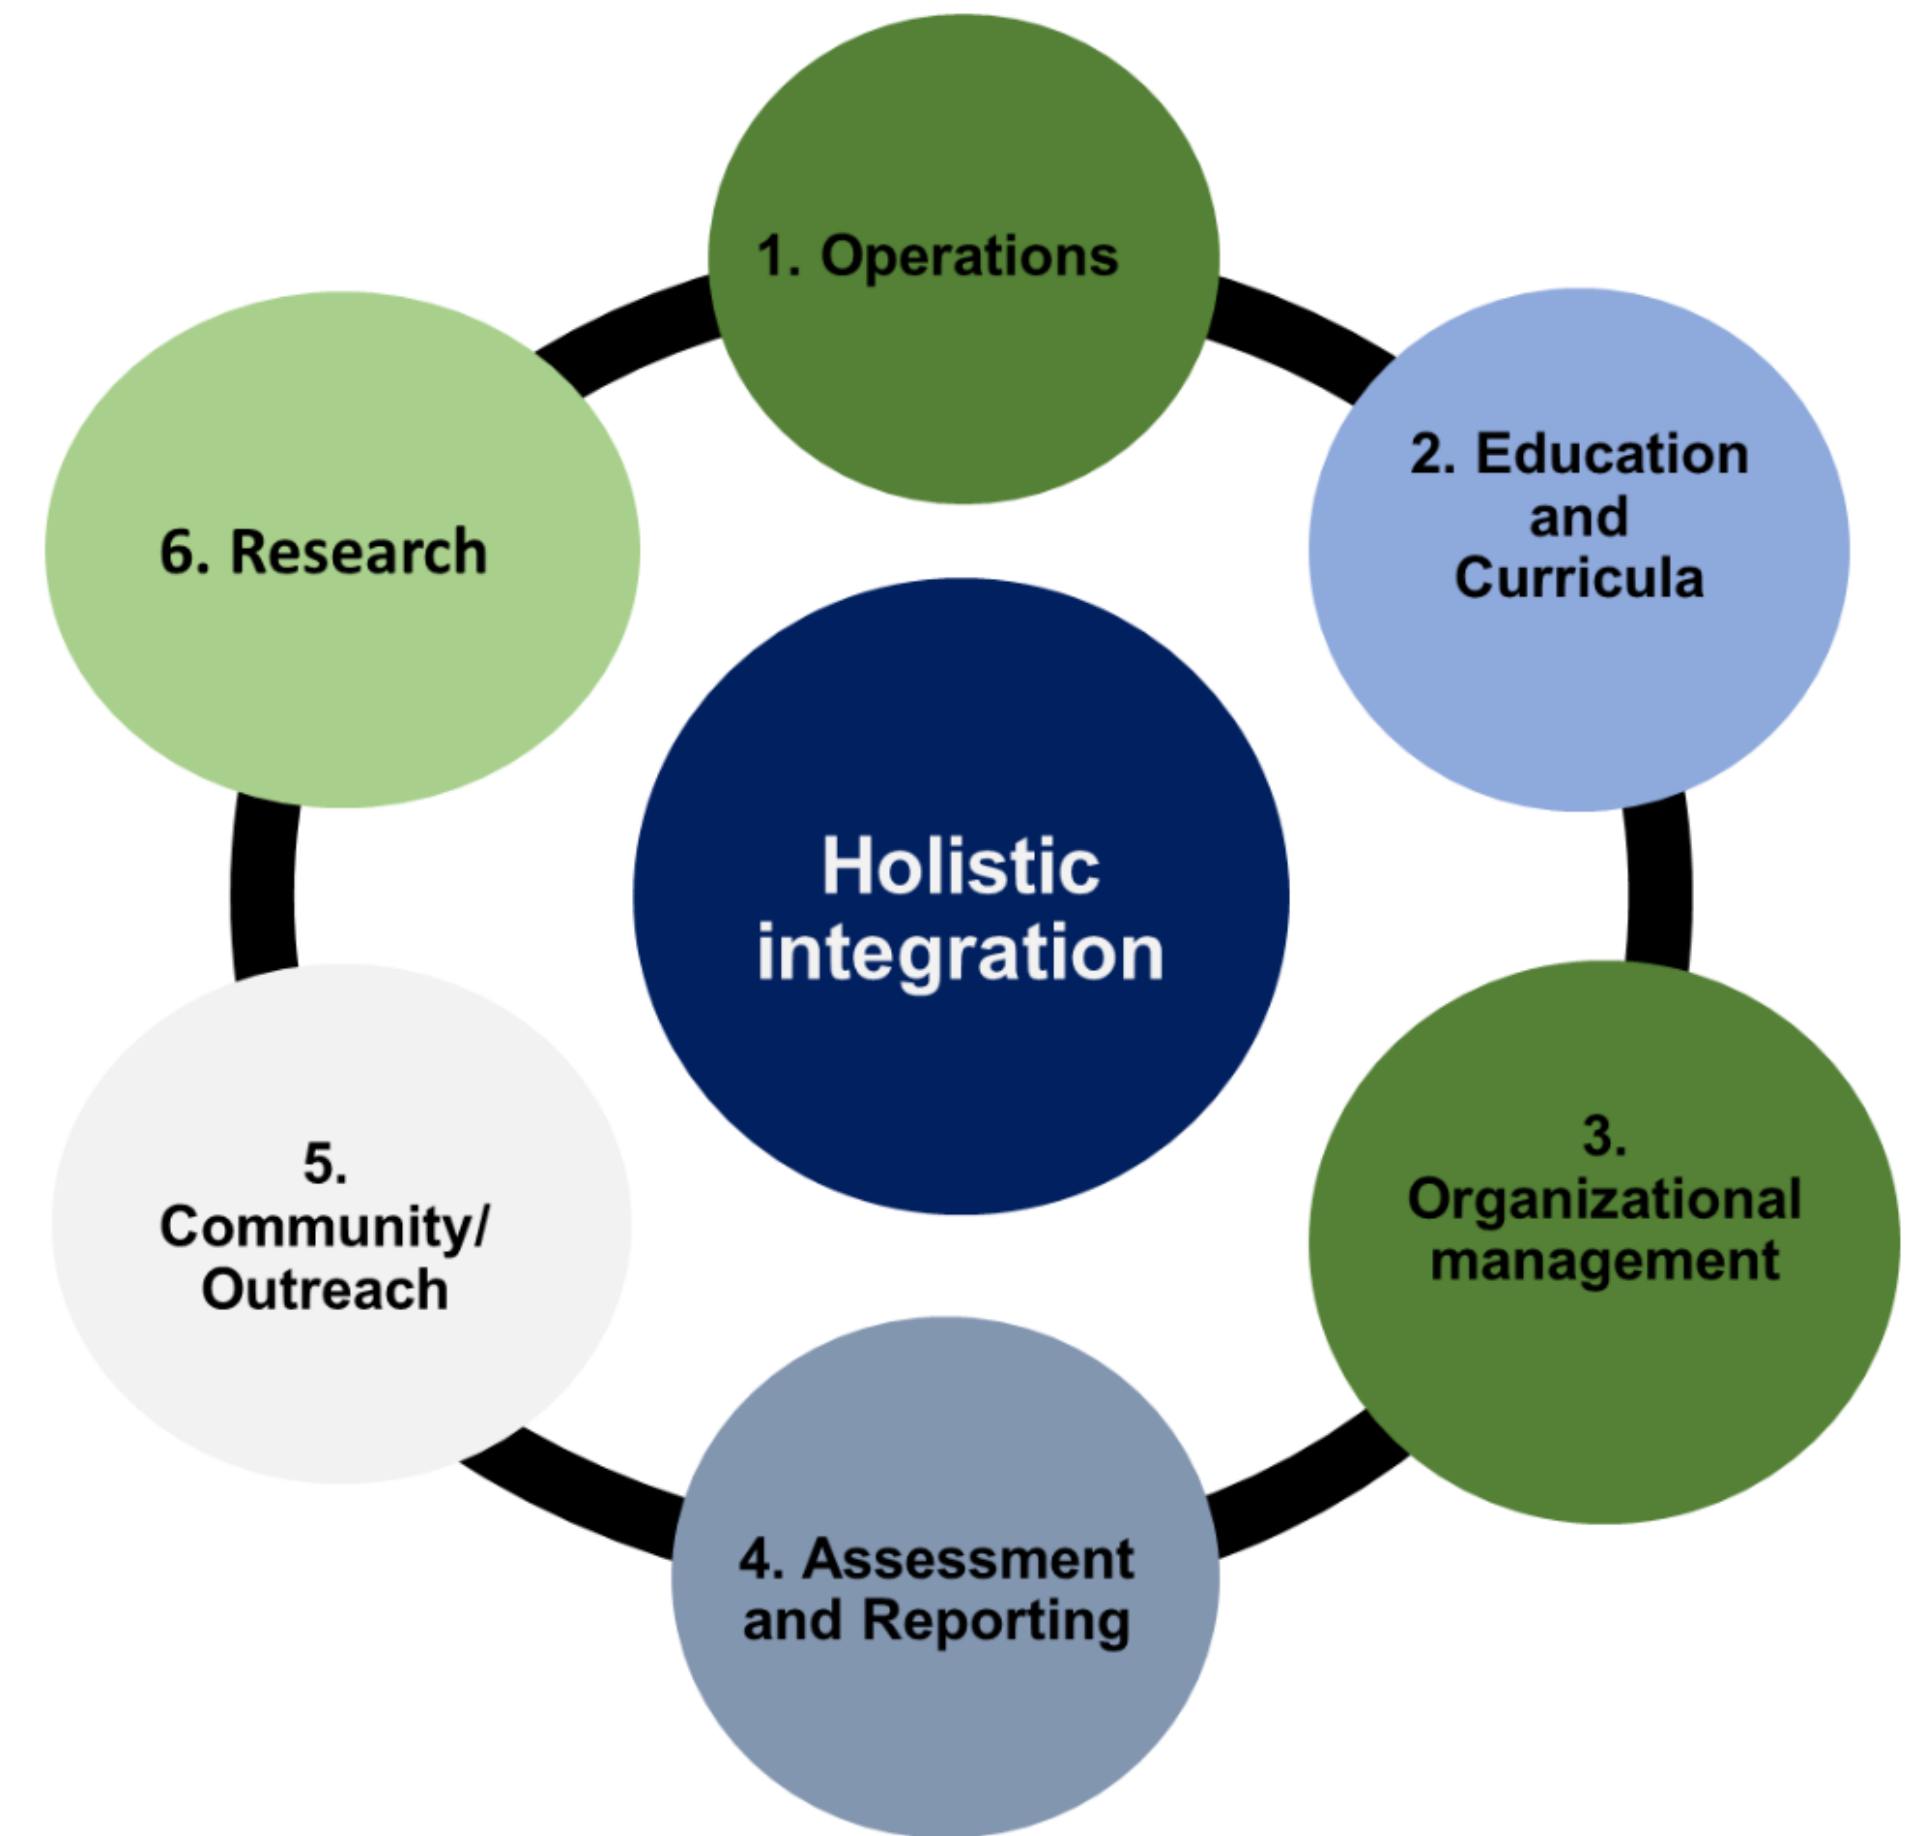 1. Operations
2. Education
and
Curricula
3.
Organizational
management
4. Assessment
and Reporting
5.
Community/
Outreach
6. Research
Holistic
integration